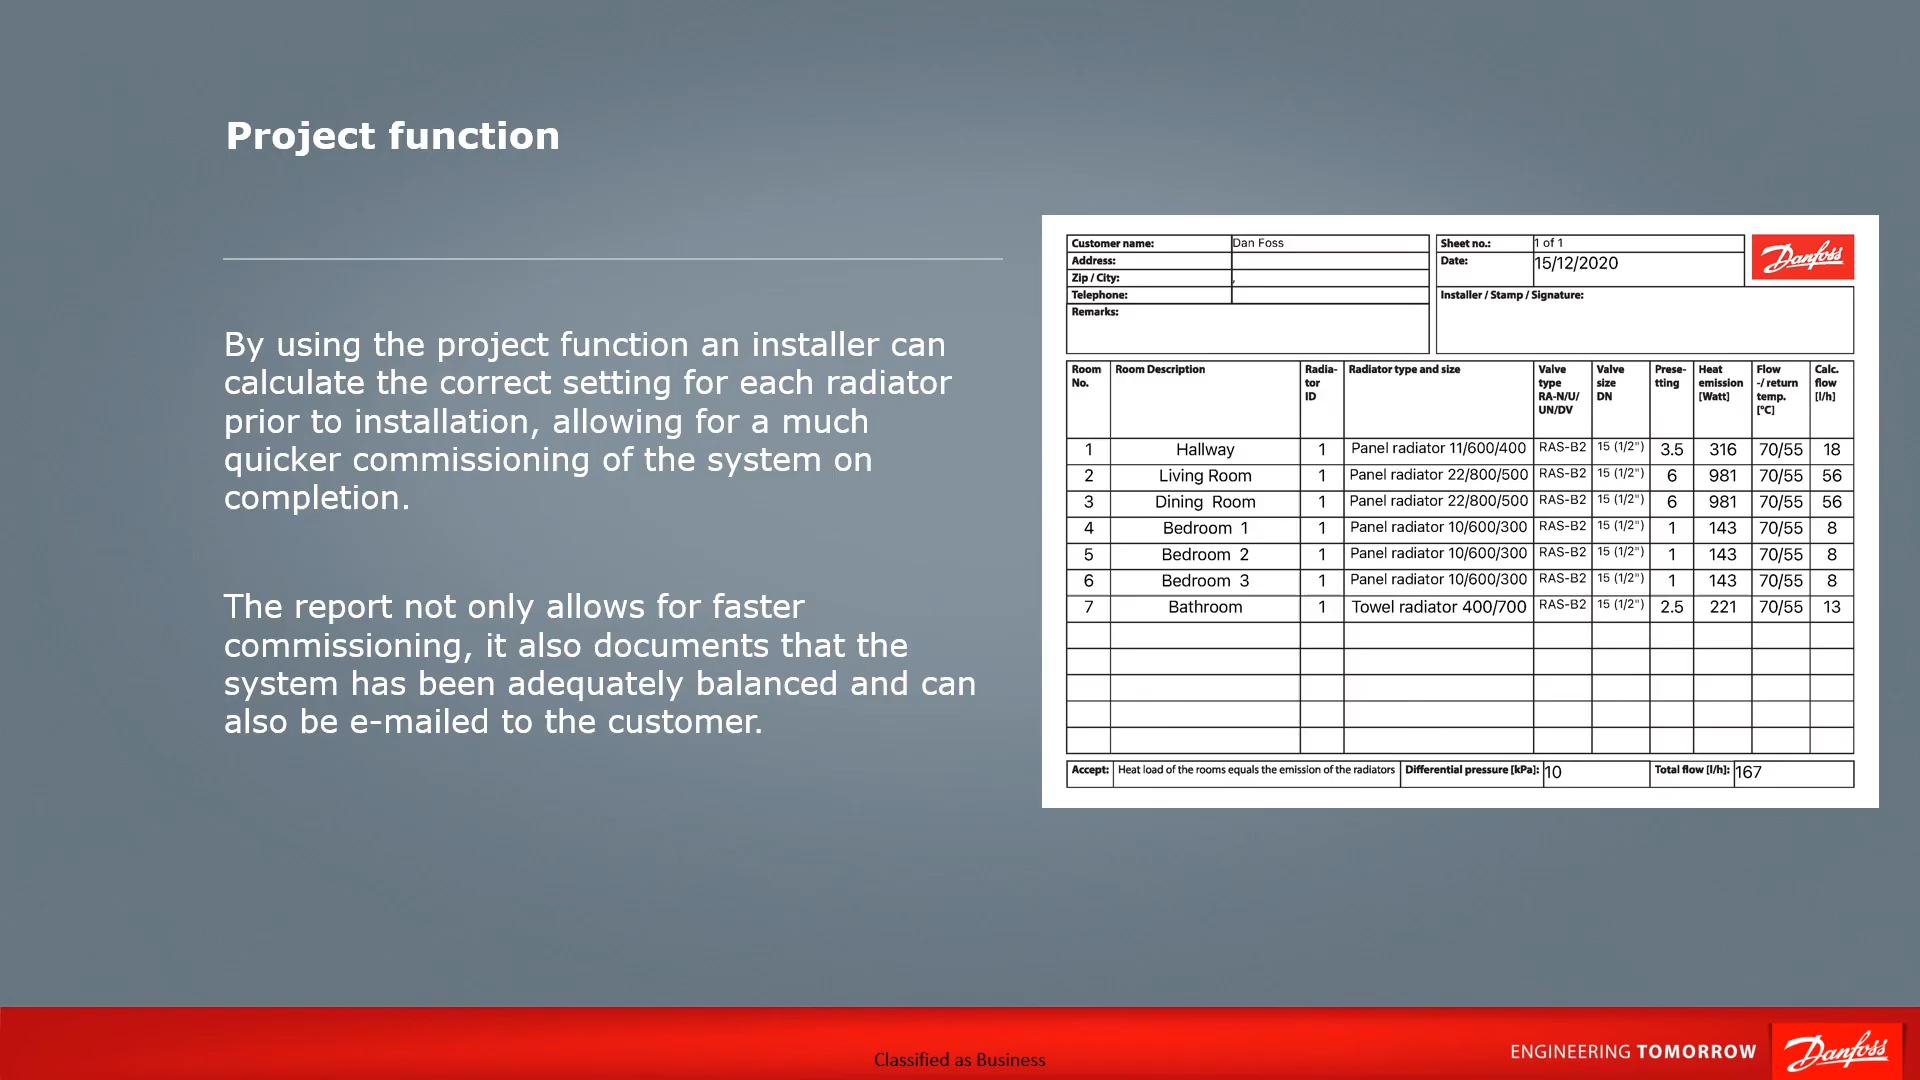 Project function
By using the project function an installer can
calculate the correct setting for each radiator
prior to installation, allowing for a much
quicker commissioning of the system on
completion.
The report not only allows for faster
commissioning, it also documents that the
system has been adequately balanced and can
also be e-mailed to the customer.
Customer name: Dan Foss
Address:
Zip / City: ,
Telephone:
Remarks:
Sheet no.: 1 of 1
Date: 15/12/2020
Installer / Stamp / Signature:
Danfoss
Room No. Room Description Radia-tor ID Radiator type and size Valve type RA-N/U/UN/DV Valve size DN Prese-tting Heat emission [Watt] Flow -/ return temp. [°C] Calc. flow [l/h]
1 Hallway 1 Panel radiator 11/600/400 RAS-B2 15 (1/2") 3.5 316 70/55 18
2 Living Room 1 Panel radiator 22/800/500 RAS-B2 15 (1/2") 6 981 70/55 56
3 Dining Room 1 Panel radiator 22/800/500 RAS-B2 15 (1/2") 6 981 70/55 56
4 Bedroom 1 1 Panel radiator 10/600/300 RAS-B2 15 (1/2") 1 143 70/55 8
5 Bedroom 2 1 Panel radiator 10/600/300 RAS-B2 15 (1/2") 1 143 70/55 8
6 Bedroom 3 1 Panel radiator 10/600/300 RAS-B2 15 (1/2") 1 143 70/55 8
7 Bathroom 1 Towel radiator 400/700 RAS-B2 15 (1/2") 2.5 221 70/55 13
Accept: Heat load of the rooms equals the emission of the radiators Differential pressure [kPa]: 10 Total flow [l/h]: 167
Classified as Business
ENGINEERING TOMORROW
Danfoss